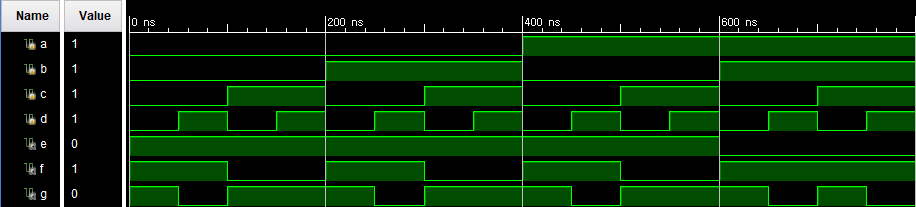 Name Value 0 ns 200 ns 400 ns 600 ns
a 1
b 1
c 1
d 1
e 0
f 1
g 0